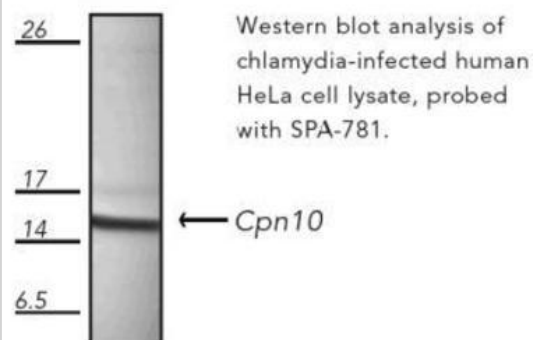 26
Western blot analysis of
chlamydia-infected human
HeLa cell lysate, probed
with SPA-781.
17
Cpn10
14
6.5